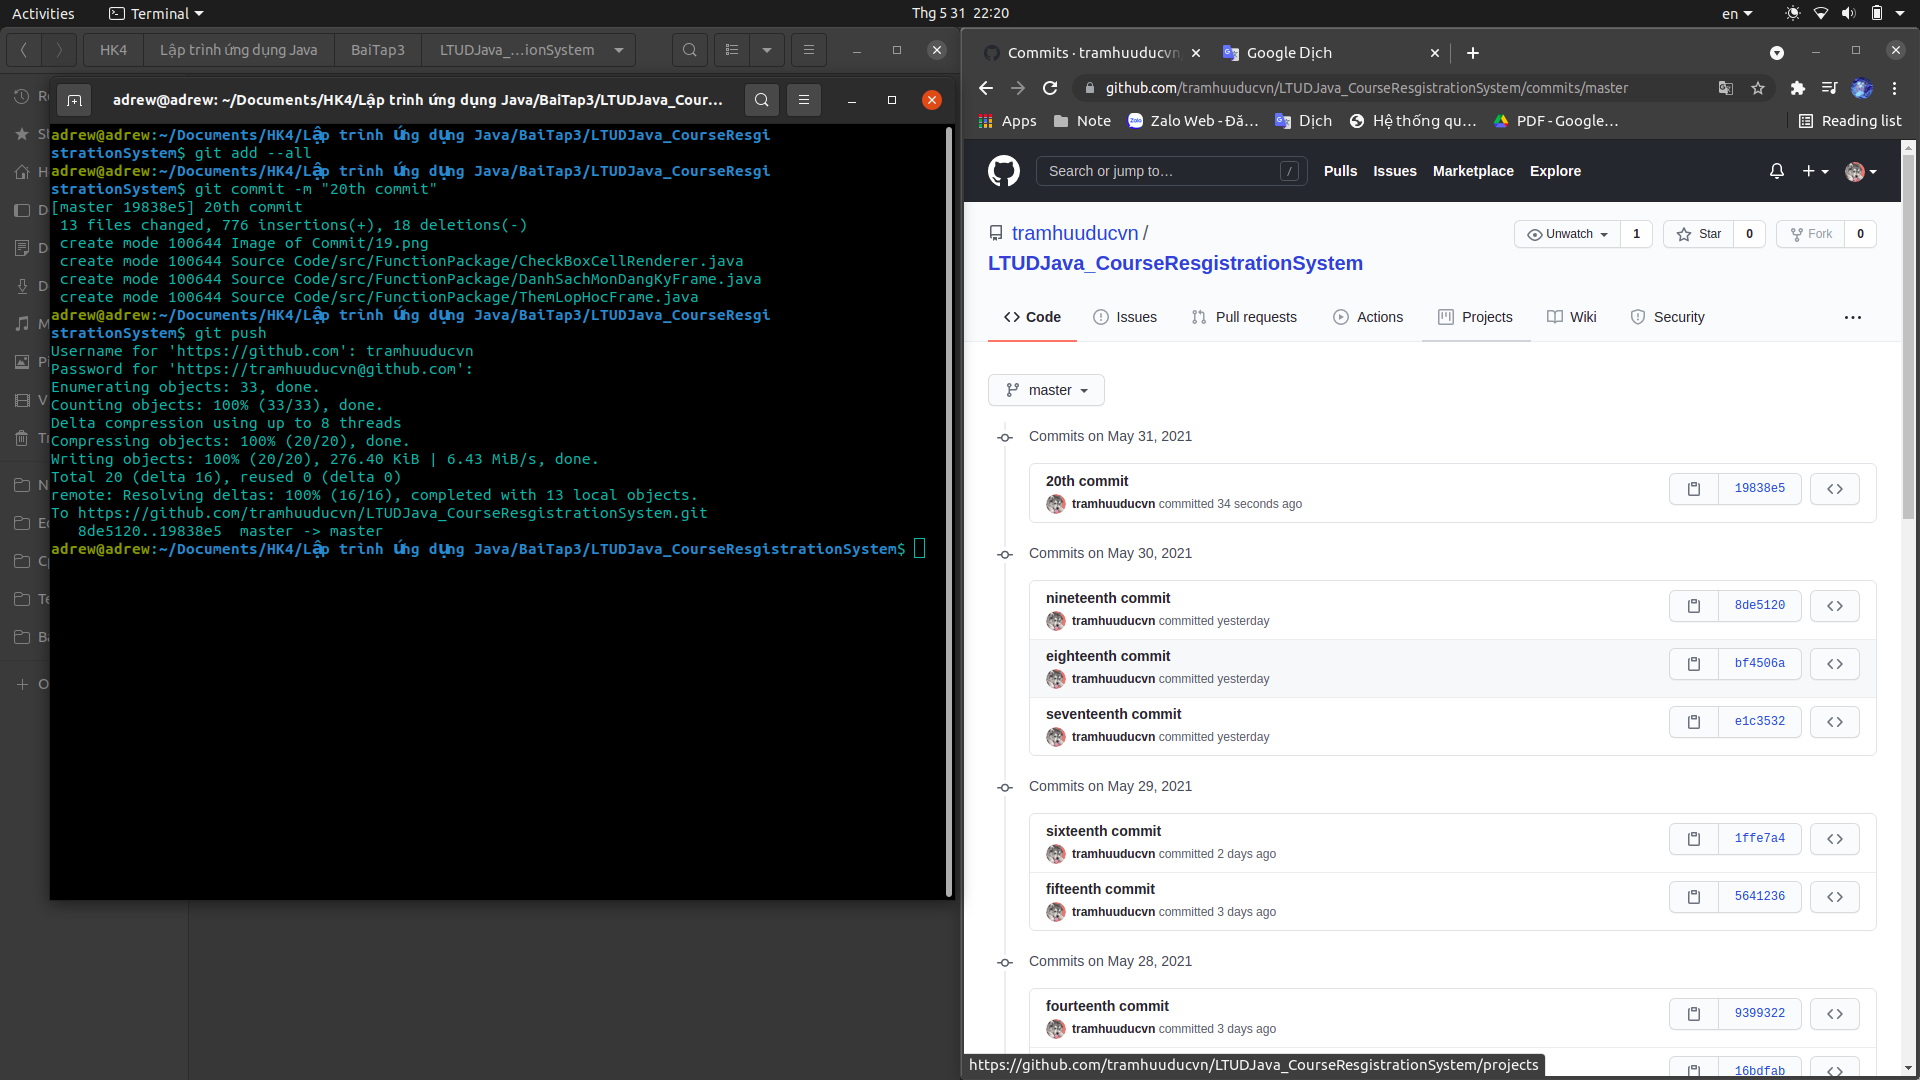 Activities
Terminal
Thg 5 31 22:20
en
HK4
Lập trình ứng dụng Java
BaiTap3
LTUDJava_...ionSystem
adrew@adrew: ~/Documents/HK4/Lập trình ứng dụng Java/BaiTap3/LTUDJava_Cour...
adrew@adrew:~/Documents/HK4/Lập trình ứng dụng Java/BaiTap3/LTUDJava_CourseResgi
strationSystem$ git add --all
adrew@adrew:~/Documents/HK4/Lập trình ứng dụng Java/BaiTap3/LTUDJava_CourseResgi
strationSystem$ git commit -m "20th commit"
[master 19838e5] 20th commit
13 files changed, 776 insertions(+), 18 deletions(-)
create mode 100644 Image of Commit/19.png
create mode 100644 Source Code/src/FunctionPackage/CheckBoxCellRenderer.java
create mode 100644 Source Code/src/FunctionPackage/DanhSachMonDangKyFrame.java
create mode 100644 Source Code/src/FunctionPackage/ThemLopHocFrame.java
adrew@adrew:~/Documents/HK4/Lập trình ứng dụng Java/BaiTap3/LTUDJava_CourseResgi
strationSystem$ git push
Username for 'https://github.com': tramhuuducvn
Password for 'https://tramhuuducvn@github.com':
Enumerating objects: 33, done.
Counting objects: 100% (33/33), done.
Delta compression using up to 8 threads
Compressing objects: 100% (20/20), done.
Writing objects: 100% (20/20), 276.40 KiB | 6.43 MiB/s, done.
Total 20 (delta 16), reused 0 (delta 0)
remote: Resolving deltas: 100% (16/16), completed with 13 local objects.
To https://github.com/tramhuuducvn/LTUDJava_CourseResgistrationSystem.git
8de5120..19838e5 master -> master
adrew@adrew:~/Documents/HK4/Lập trình ứng dụng Java/BaiTap3/LTUDJava_CourseResgistrationSystem$
Commits · tramhuuducvn
Google Dịch
github.com/tramhuuducvn/LTUDJava_CourseResgistrationSystem/commits/master
Apps
Note
Zalo Web - Đă...
Dịch
Hệ thống qu...
PDF - Google...
Reading list
Search or jump to...
/
Pulls
Issues
Marketplace
Explore
tramhuuducvn /
LTUDJava_CourseResgistrationSystem
Unwatch 1
Star 0
Fork 0
Code
Issues
Pull requests
Actions
Projects
Wiki
Security
master
Commits on May 31, 2021
20th commit
tramhuuducvn committed 34 seconds ago
19838e5
Commits on May 30, 2021
nineteenth commit
tramhuuducvn committed yesterday
8de5120
eighteenth commit
tramhuuducvn committed yesterday
bf4506a
seventeenth commit
tramhuuducvn committed yesterday
e1c3532
Commits on May 29, 2021
sixteenth commit
tramhuuducvn committed 2 days ago
1ffe7a4
fifteenth commit
tramhuuducvn committed 3 days ago
5641236
Commits on May 28, 2021
fourteenth commit
tramhuuducvn committed 3 days ago
9399322
16bdfab
https://github.com/tramhuuducvn/LTUDJava_CourseResgistrationSystem/projects